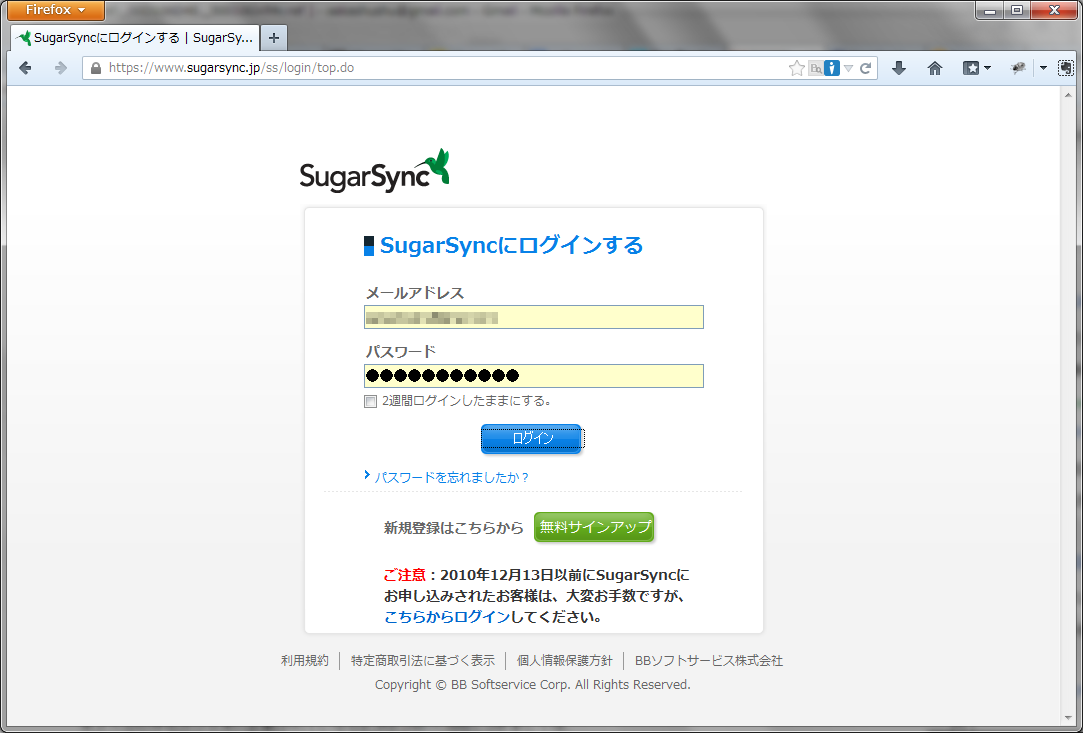 Firefox
SugarSyncにログインする | SugarSy...
https://www.sugarsync.jp/ss/login/top.do
SugarSync
SugarSyncにログインする
メールアドレス
パスワード
2週間ログインしたままにする。
ログイン
パスワードを忘れましたか？
新規登録はこちらから 無料サインアップ
ご注意：2010年12月13日以前にSugarSyncに
お申し込みされたお客様は、大変お手数ですが、
こちらからログインしてください。
利用規約 特定商取引法に基づく表示 個人情報保護方針 BBソフトサービス株式会社
Copyright © BB Softservice Corp. All Rights Reserved.